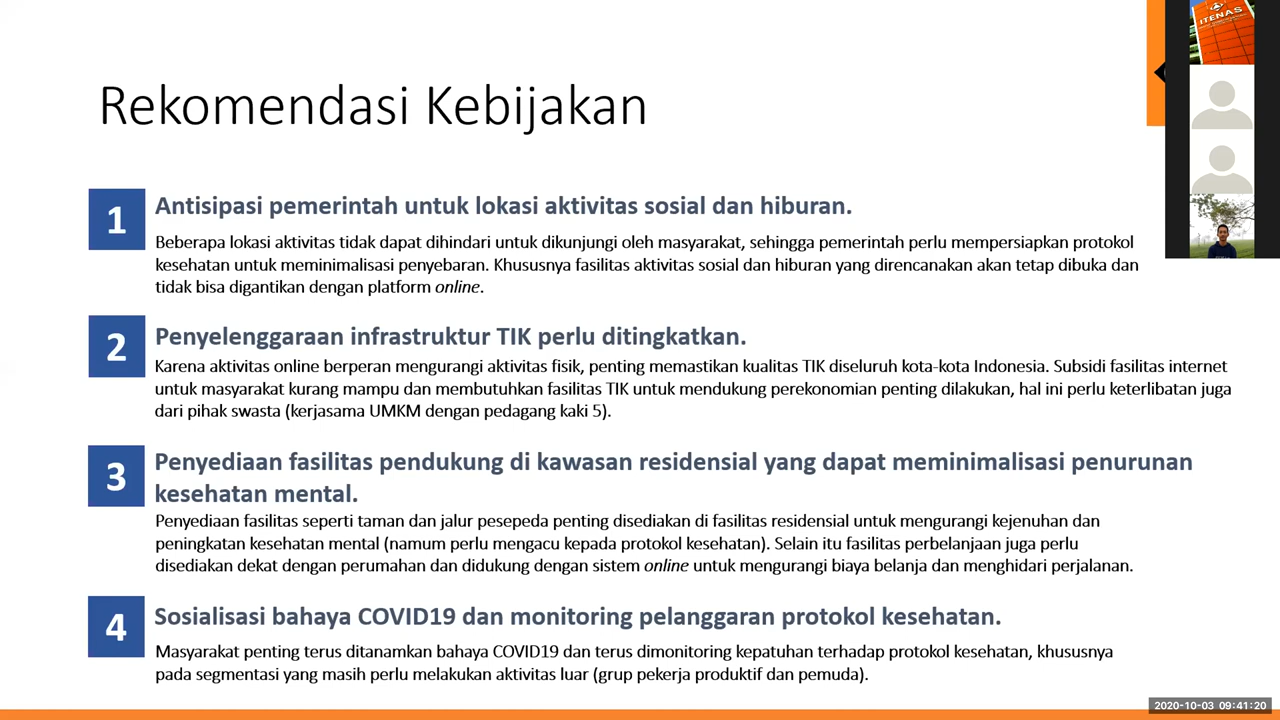 ITENAS
Rekomendasi Kebijakan
1
Antisipasi pemerintah untuk lokasi aktivitas sosial dan hiburan.
Beberapa lokasi aktivitas tidak dapat dihindari untuk dikunjungi oleh masyarakat, sehingga pemerintah perlu mempersiapkan protokol
kesehatan untuk meminimalisasi penyebaran. Khususnya fasilitas aktivitas sosial dan hiburan yang direncanakan akan tetap dibuka dan
tidak bisa digantikan dengan platform online.
2
Penyelenggaraan infrastruktur TIK perlu ditingkatkan.
Karena aktivitas online berperan mengurangi aktivitas fisik, penting memastikan kualitas TIK diseluruh kota-kota Indonesia. Subsidi fasilitas internet
untuk masyarakat kurang mampu dan membutuhkan fasilitas TIK untuk mendukung perekonomian penting dilakukan, hal ini perlu keterlibatan juga
dari pihak swasta (kerjasama UMKM dengan pedagang kaki 5).
3
Penyediaan fasilitas pendukung di kawasan residensial yang dapat meminimalisasi penurunan
kesehatan mental.
Penyediaan fasilitas seperti taman dan jalur pesepeda penting disediakan di fasilitas residensial untuk mengurangi kejenuhan dan
peningkatan kesehatan mental (namum perlu mengacu kepada protokol kesehatan). Selain itu fasilitas perbelanjaan juga perlu
disediakan dekat dengan perumahan dan didukung dengan sistem online untuk mengurangi biaya belanja dan menghidari perjalanan.
4
Sosialisasi bahaya COVID19 dan monitoring pelanggaran protokol kesehatan.
Masyarakat penting terus ditanamkan bahaya COVID19 dan terus dimonitoring kepatuhan terhadap protokol kesehatan, khususnya
pada segmentasi yang masih perlu melakukan aktivitas luar (grup pekerja produktif dan pemuda).
2020-10-03 09:41:20